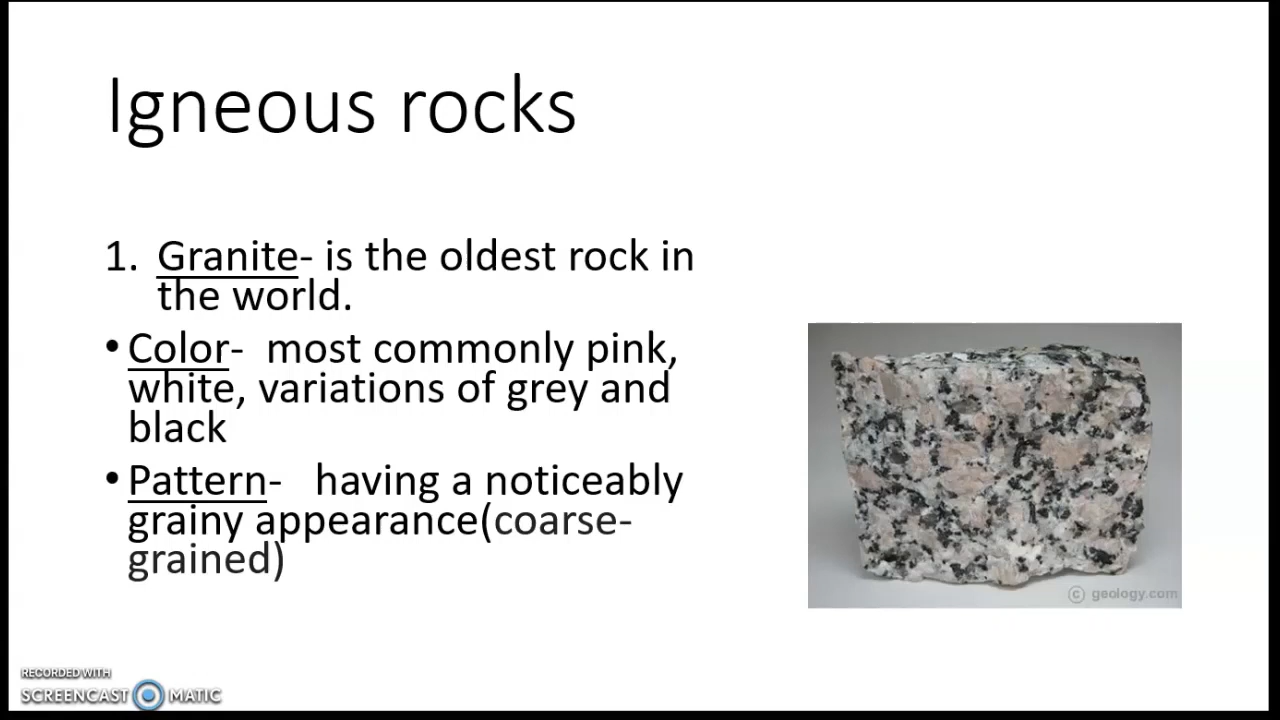 Igneous rocks
1. Granite- is the oldest rock in
the world.
• Color-  most commonly pink,
white, variations of grey and
black
• Pattern-   having a noticeably
grainy appearance(coarse-
grained)
© geology.com
RECORDED WITH
SCREENCAST MATIC